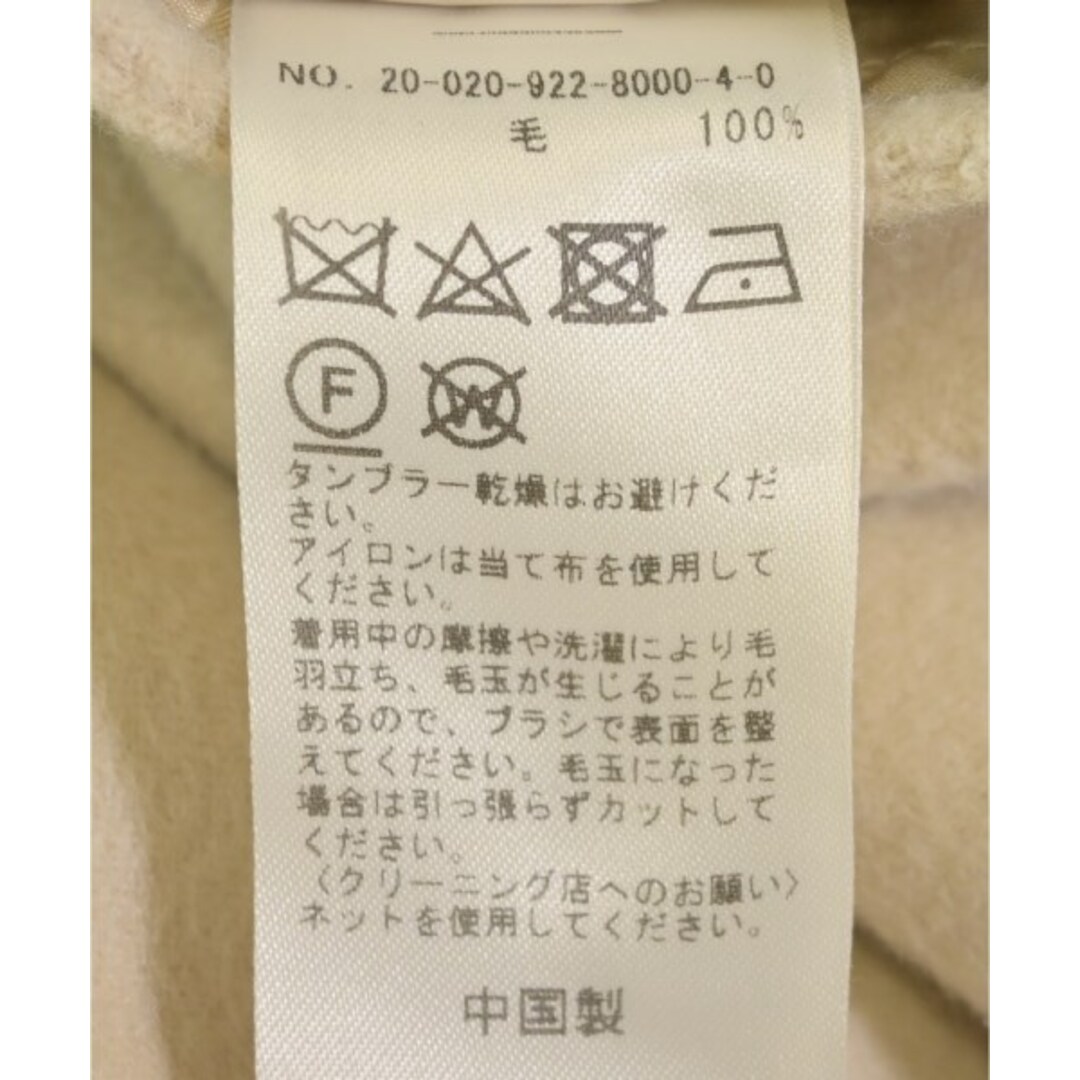 NO. 20-020-922-8000-4-0
毛 100%
F W
タンブラー乾燥はお避けくだ
さい。
アイロンは当て布を使用して
ください。
着用中の摩擦や洗濯により毛
羽立ち、毛玉が生じることが
あるので、ブラシで表面を整
えてください。毛玉になった
場合は引っ張らずカットして
ください。
〈クリーニング店へのお願い〉
ネットを使用してください。
中国製